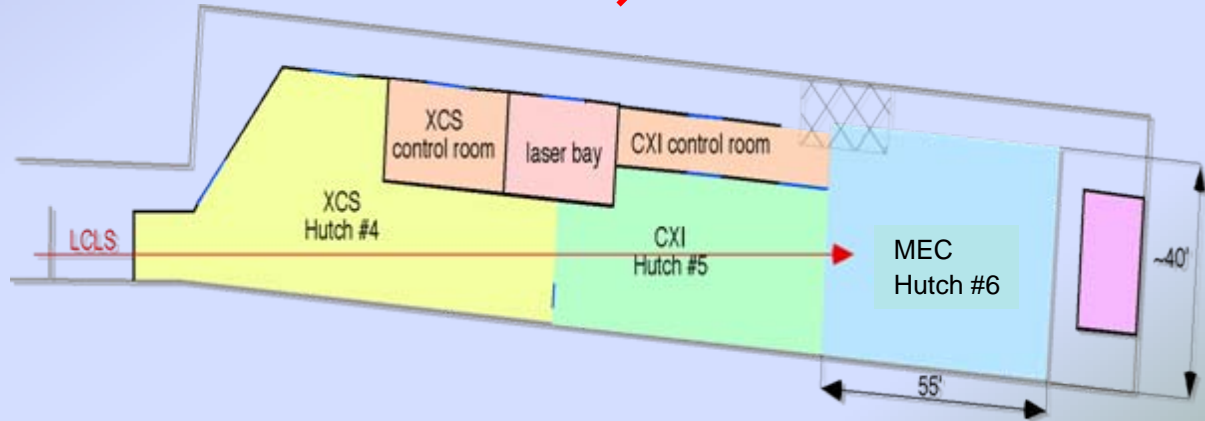 XCS
control room
laser bay
CXI control room
XCS
Hutch #4
LCLS
CXI
Hutch #5
MEC
Hutch #6
~40'
55'